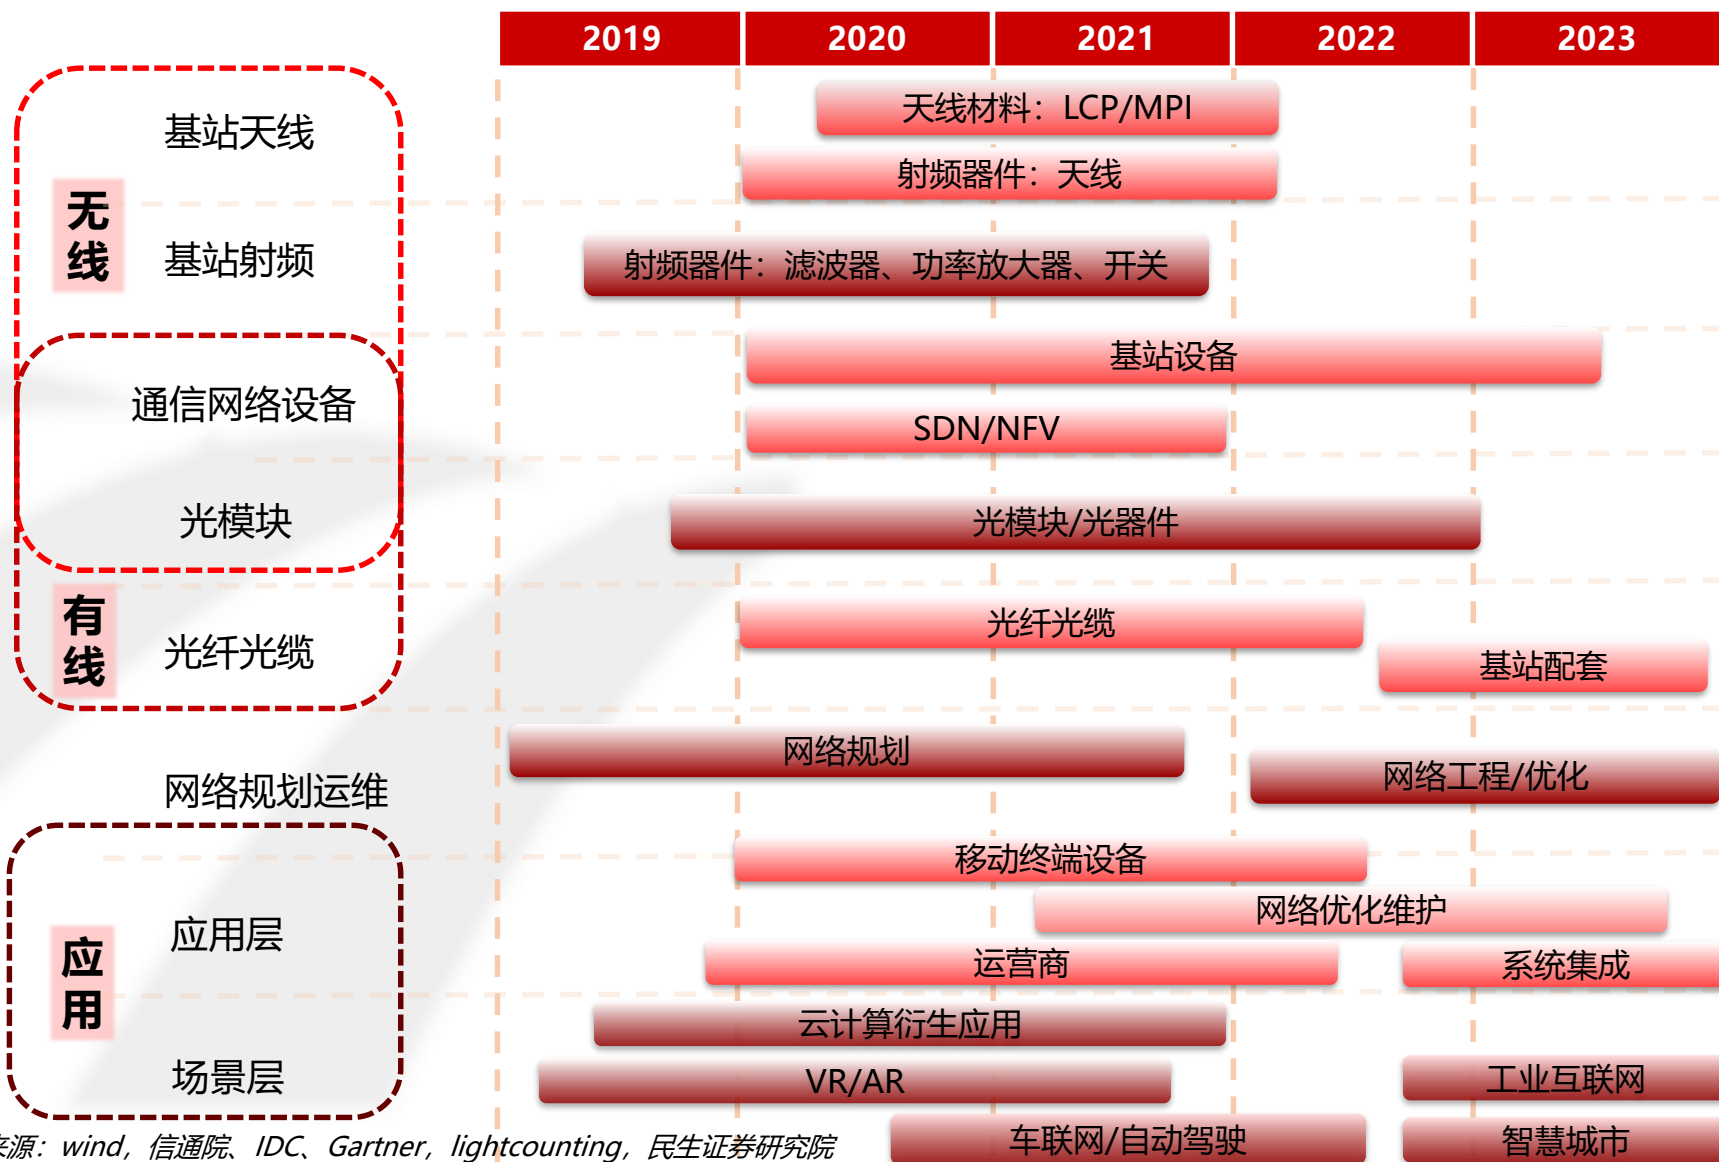 2019 2020 2021 2022 2023
天线材料：LCP/MPI
基站天线
射频器件：天线
无线
基站射频
射频器件：滤波器、功率放大器、开关
基站设备
通信网络设备
SDN/NFV
光模块
光模块/光器件
有线
光纤光缆
光纤光缆
基站配套
网络规划
网络规划运维
网络工程/优化
移动终端设备
网络优化维护
应用层
应用
运营商
系统集成
云计算衍生应用
场景层
VR/AR
工业互联网
车联网/自动驾驶
智慧城市
来源：wind，信通院、IDC、Gartner，lightcounting，民生证券研究院